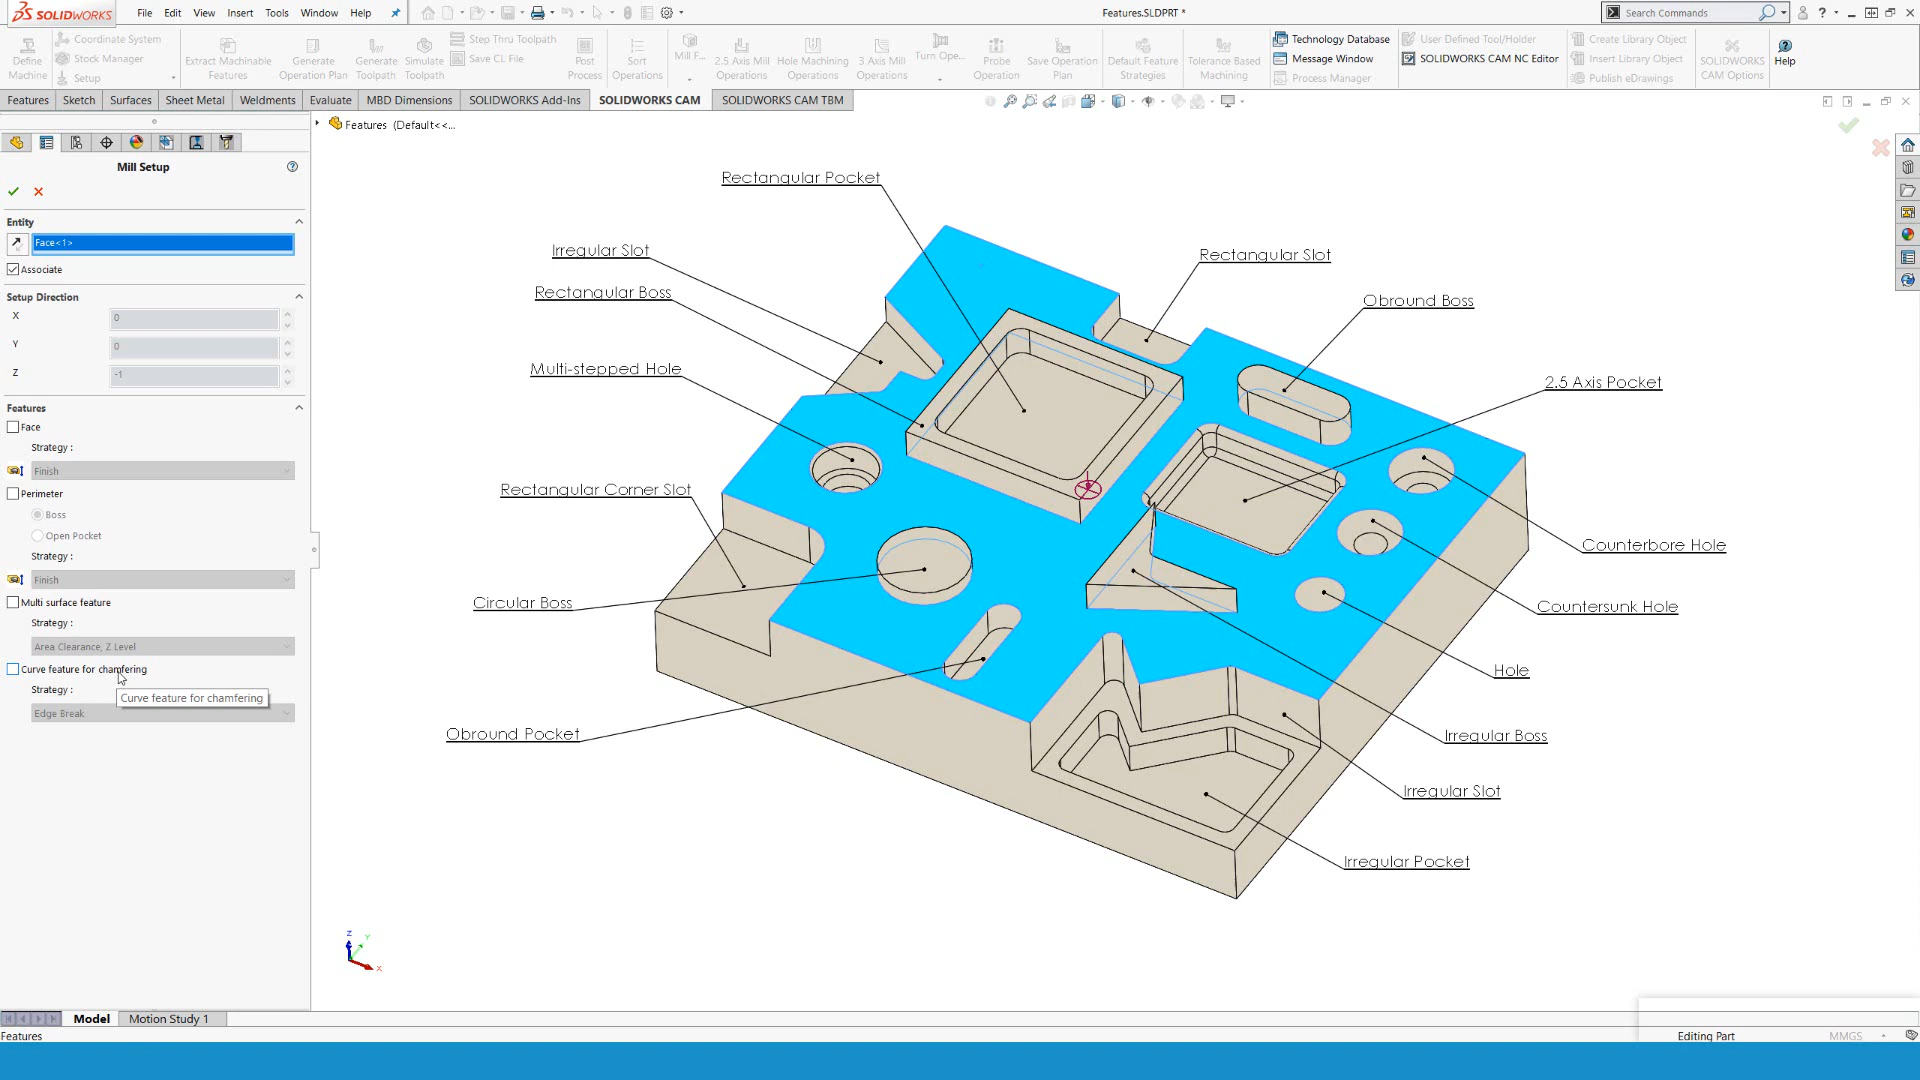 SOLIDWORKS
File Edit View Insert Tools Window Help
Features.SLDPRT *
Search Commands
Define Machine
Coordinate System
Stock Manager
Setup
Extract Machinable Features
Generate Operation Plan
Generate Toolpath
Simulate Toolpath
Step Thru Toolpath
Save CL File
Post Process
Sort Operations
Mill F...
2.5 Axis Mill Operations
Hole Machining Operations
3 Axis Mill Operations
Turn Ope...
Probe Operation
Save Operation Plan
Default Feature Strategies
Tolerance Based Machining
Technology Database
Message Window
Process Manager
User Defined Tool/Holder
SOLIDWORKS CAM NC Editor
Create Library Object
Insert Library Object
Publish eDrawings
SOLIDWORKS CAM Options
Help
Features Sketch Surfaces Sheet Metal Weldments Evaluate MBD Dimensions SOLIDWORKS Add-Ins SOLIDWORKS CAM SOLIDWORKS CAM TBM
Features (Default<<...
Mill Setup
Entity
Face<1>
Associate
Setup Direction
X 0
Y 0
Z -1
Features
Face
Strategy :
Finish
Perimeter
Boss
Open Pocket
Strategy :
Finish
Multi surface feature
Strategy :
Area Clearance, Z Level
Curve feature for chamfering
Strategy :
Curve feature for chamfering
Edge Break
Rectangular Pocket
Irregular Slot
Rectangular Slot
Rectangular Boss
Obround Boss
Multi-stepped Hole
2.5 Axis Pocket
Rectangular Corner Slot
Counterbore Hole
Circular Boss
Countersunk Hole
Hole
Obround Pocket
Irregular Boss
Irregular Slot
Irregular Pocket
Z
Y
X
Model Motion Study 1
Features
Editing Part
MMGS